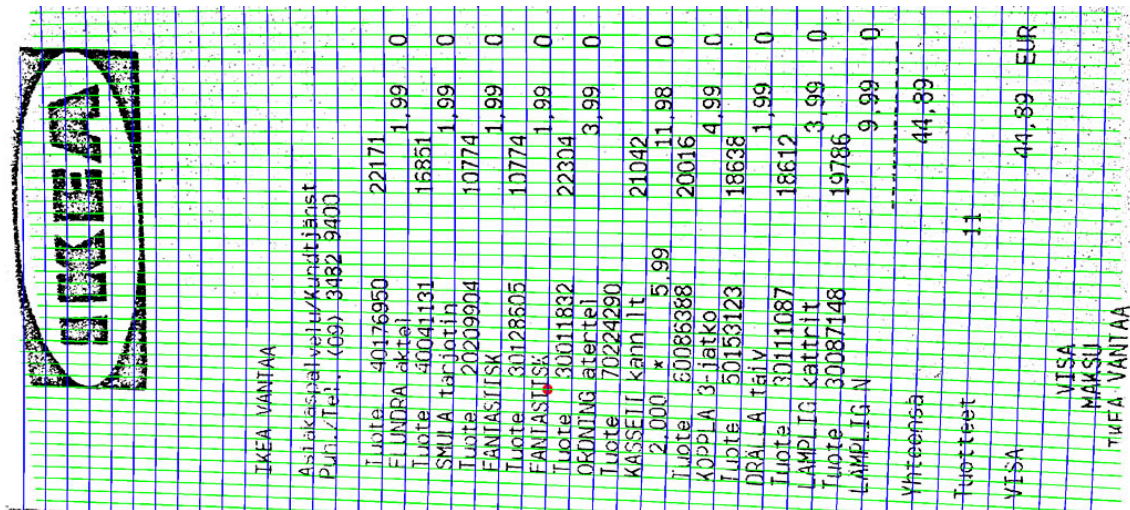 IKEA
IKEA VANTAA
Asiakaspalvelu/Kundtjänst
Puh./Tel. (09) 3482 9400
Tuote 40176950 22171
FLUNDRA aktel 1,99 0
Tuote 40041131 16851
SMULA tarjotin 1,99 0
Tuote 20209904 10774
FANTASTISK 1,99 0
Tuote 30128605 10774
FANTASTISK 1,99 0
Tuote 30011832 22304
ORDNING atertel 3,99 0
Tuote 70224290 21042
KASSETT kann lt 11,98 0
2.000 * 5.99
Tuote 60086388 20016
KOPPLA 3-jatko 4,99 0
Tuote 50153123 18638
DRÄLLA taiv 1,99 0
Tuote 30111087 18612
LÄMPLIG kattrit 3,99 0
Tuote 30087148 19786
LÄMPLIG N 9,99 0
Yhteensä 44,89
Tuotteet 11
VISA 44,89 EUR
VISA
MAKSU
IKEA VANTAA